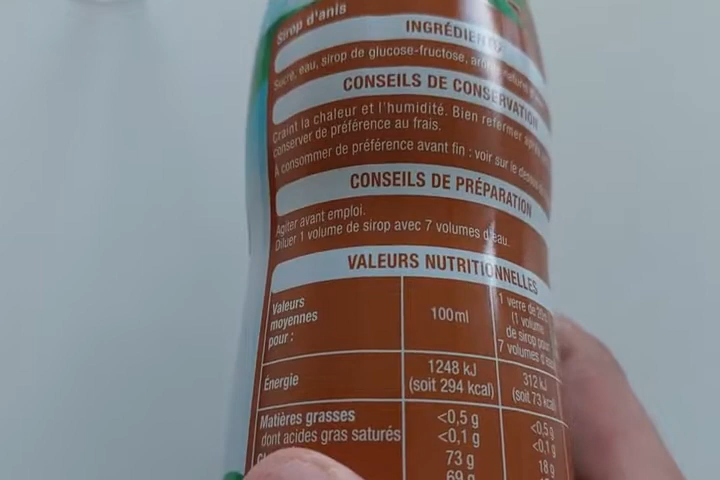 Sirop d'anis
INGRÉDIENTS
Sucre, eau, sirop de glucose-fructose,
CONSEILS DE CONSERVATION
Craint la chaleur et l'humidité. Bien refermer
conserver de préférence au frais.
A consommer de préférence avant fin : voir sur le
CONSEILS DE PRÉPARATION
Agiter avant emploi.
Diluer 1 volume de sirop avec 7 volumes d'eau.
VALEURS NUTRITIONNELLES
Valeurs
moyennes
pour :
100ml
1 verre de
(1 volume
de sirop pour
7 volumes d'eau)
Énergie
1248 kJ
(soit 294 kcal)
312 kJ
(soit 73 kcal)
Matières grasses
dont acides gras saturés
<0,5 g
<0,1 g
<0,5 g
<0,1 g
73 g
18 g
69 g